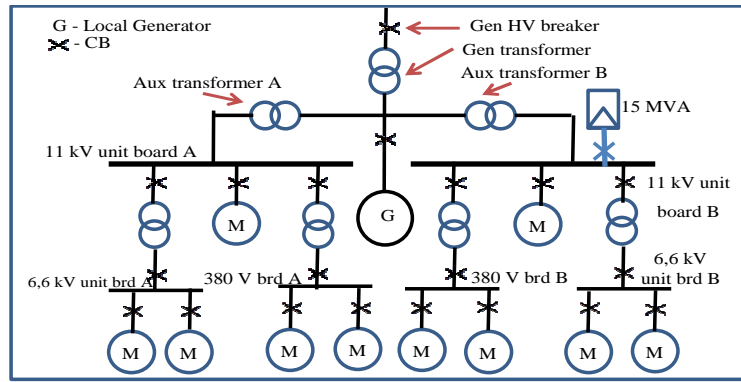 G - Local Generator
- CB
Gen HV breaker
Gen transformer
Aux transformer A
Aux transformer B
15 MVA
11 kV unit board A
11 kV unit
board B
M
G
M
6,6 kV unit brd A
380 V brd A
380 V brd B
6,6 kV
unit brd B
M
M
M
M
M
M
M
M